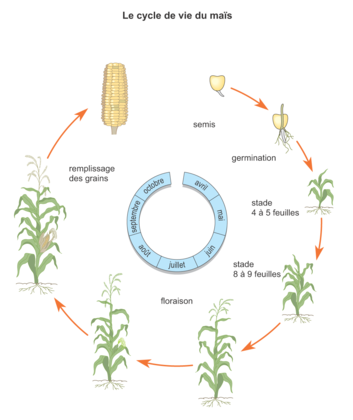 Le cycle de vie du maïs
semis
germination
stade
4 à 5 feuilles
stade
8 à 9 feuilles
floraison
remplissage
des grains
avril
mai
juin
juillet
août
septembre
octobre